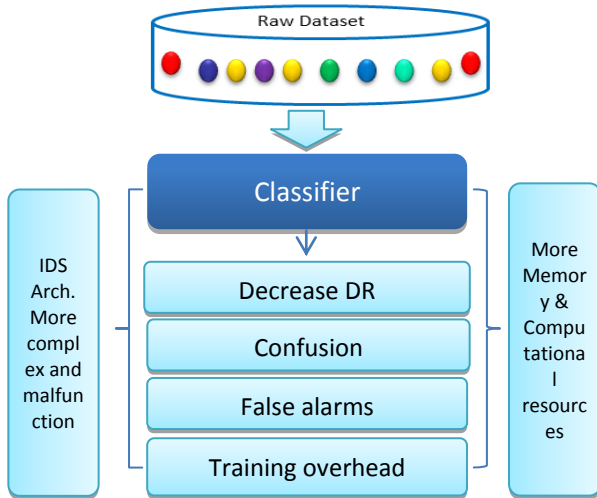 Raw Dataset
Classifier
IDS
Arch.
More
compl
ex and
malfun
ction
Decrease DR
Confusion
False alarms
Training overhead
More
Memor
y &
Compu
tationa
l
resourc
es